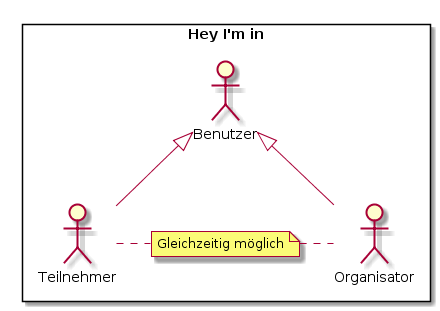 Hey I'm in
Benutzer
Gleichzeitig möglich
Teilnehmer
Organisator